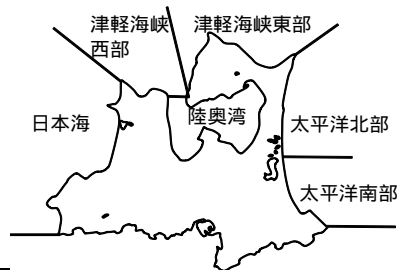 津軽海峡
西部
津軽海峡東部
日本海
陸奥湾
太平洋北部
太平洋南部